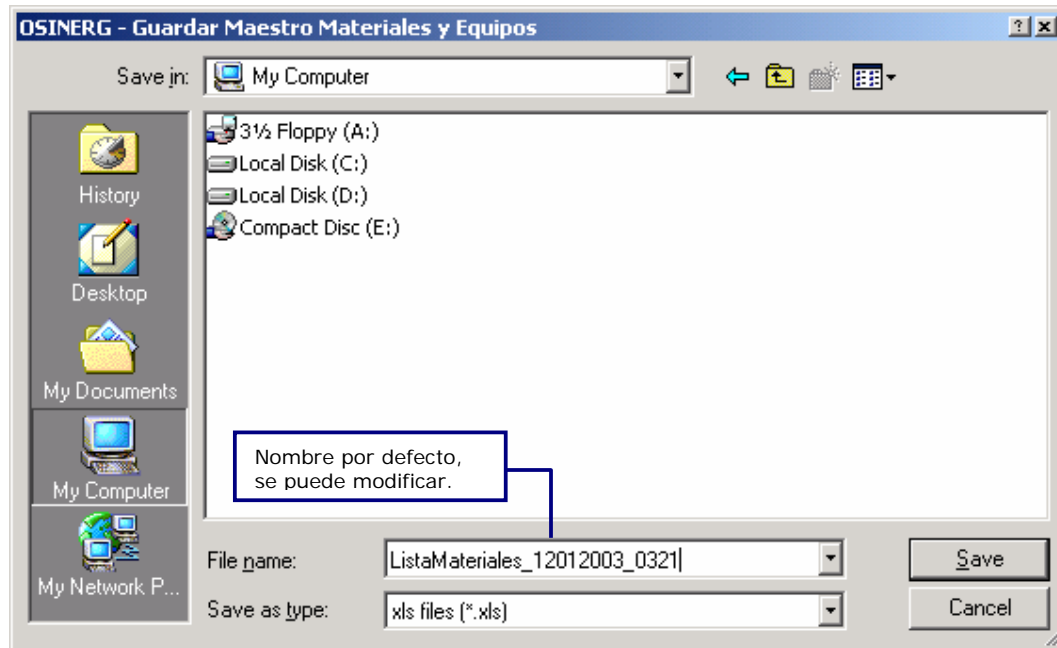 OSINERG - Guardar Maestro Materiales y Equipos
Save in:
My Computer
3½ Floppy (A:)
Local Disk (C:)
Local Disk (D:)
Compact Disc (E:)
History
Desktop
My Documents
My Computer
My Network P...
Nombre por defecto,
se puede modificar.
File name:
ListaMateriales_12012003_0321
Save
Save as type:
xls files (*.xls)
Cancel